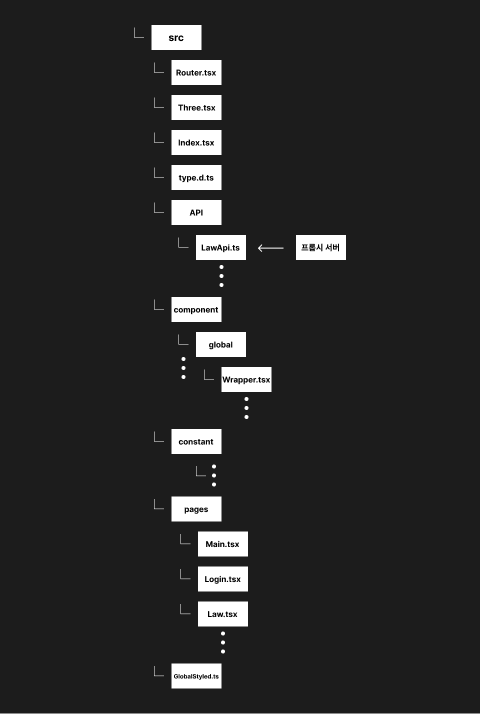 src
Router.tsx
Three.tsx
Index.tsx
type.d.ts
API
LawApi.ts
프롭시 서버
component
global
Wrapper.tsx
constant
pages
Main.tsx
Login.tsx
Law.tsx
GlobalStyled.ts